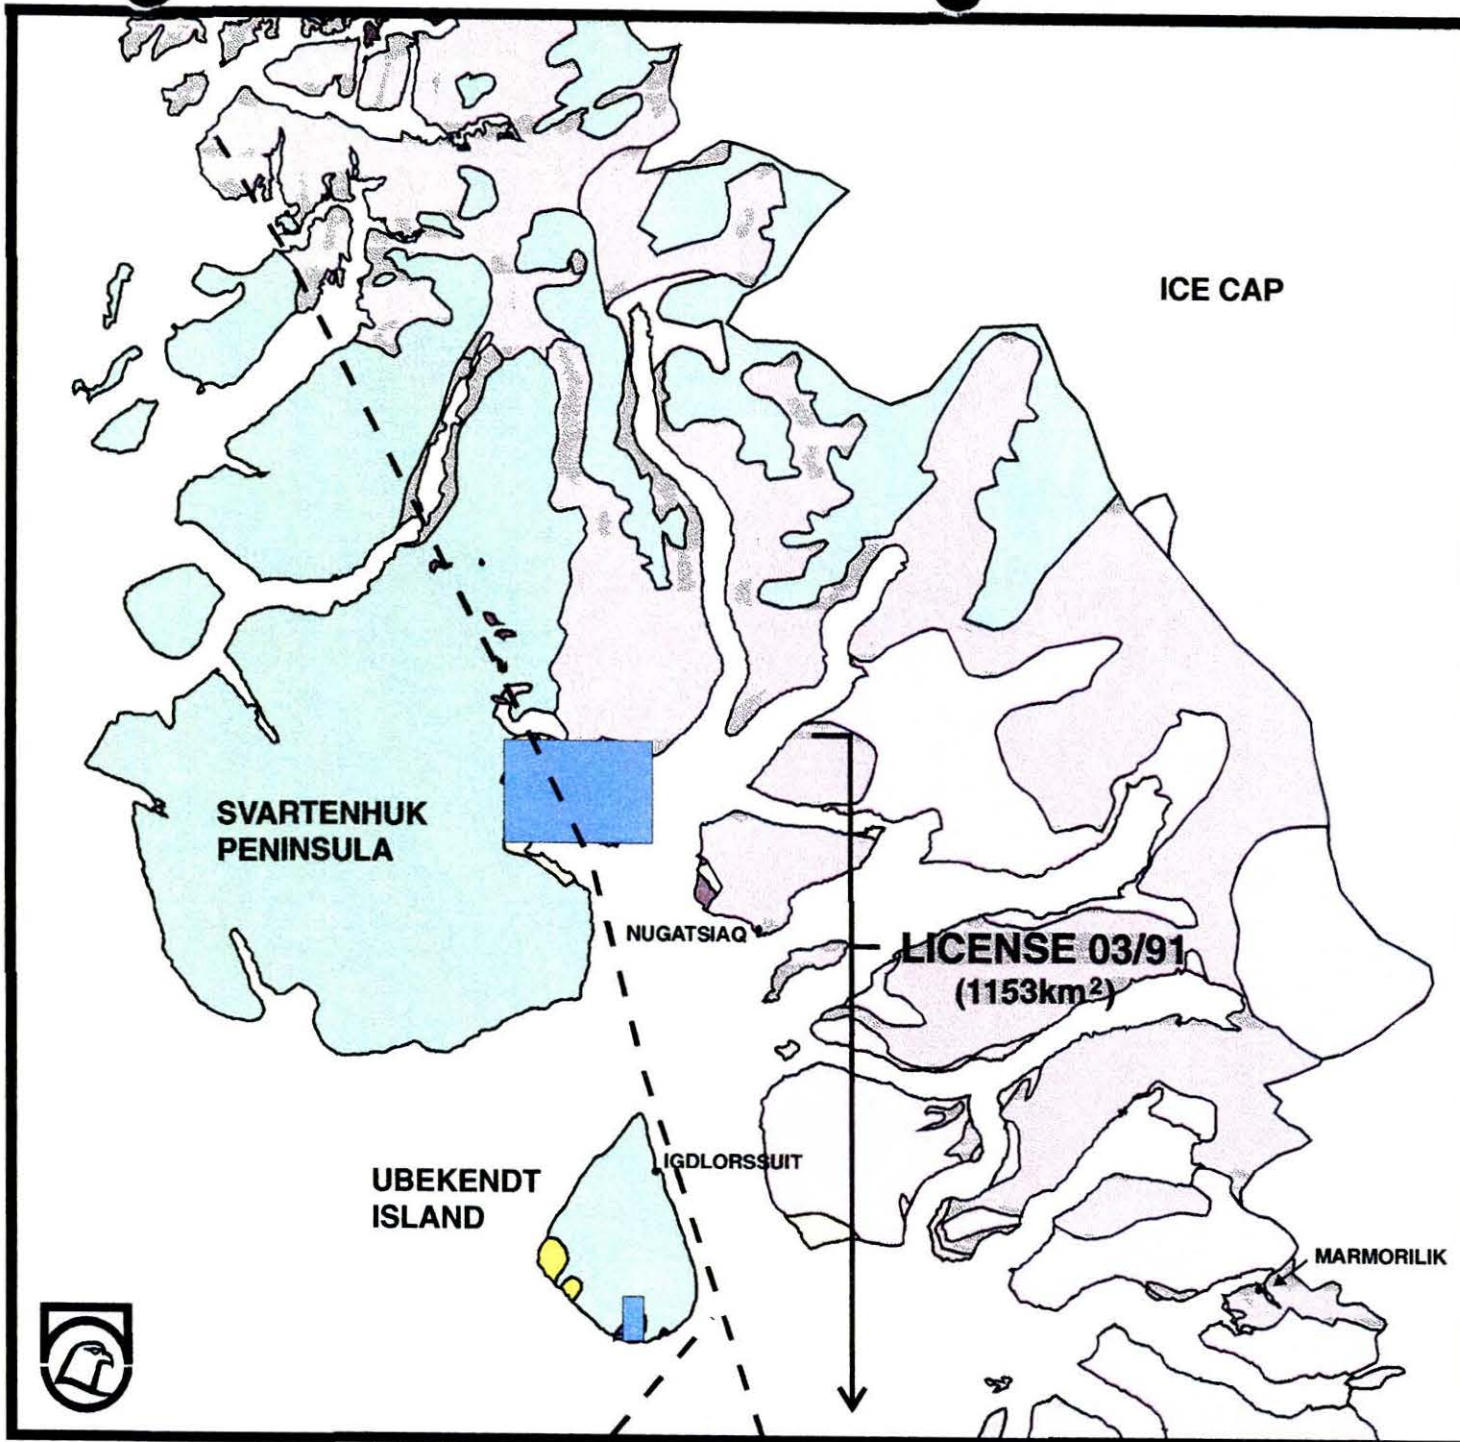 ICE CAP
SVARTENHUK
PENINSULA
NUGATSIAQ
LICENSE 03/91
(1153km²)
UBEKENDT
ISLAND
IGDLORSSUIT
MARMORILIK